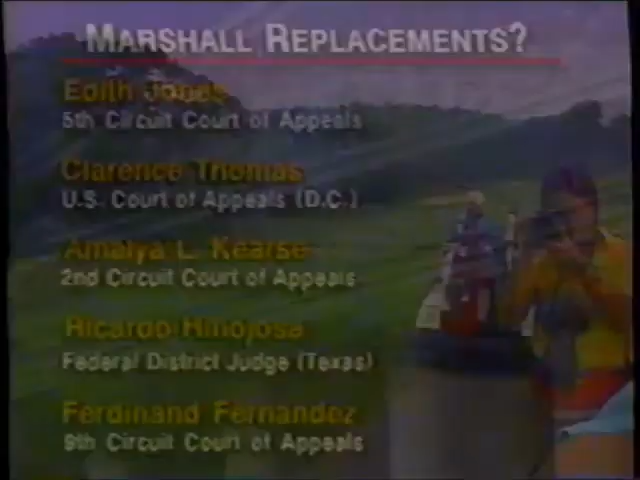 MARSHALL REPLACEMENTS?
Edith Jones
5th Circuit Court of Appeals
Clarence Thomas
U.S. Court of Appeals (D.C.)
Amalya L. Kearse
2nd Circuit Court of Appeals
Ricardo Hinojosa
Federal District Judge (Texas)
Ferdinand Fernandez
9th Circuit Court of Appeals